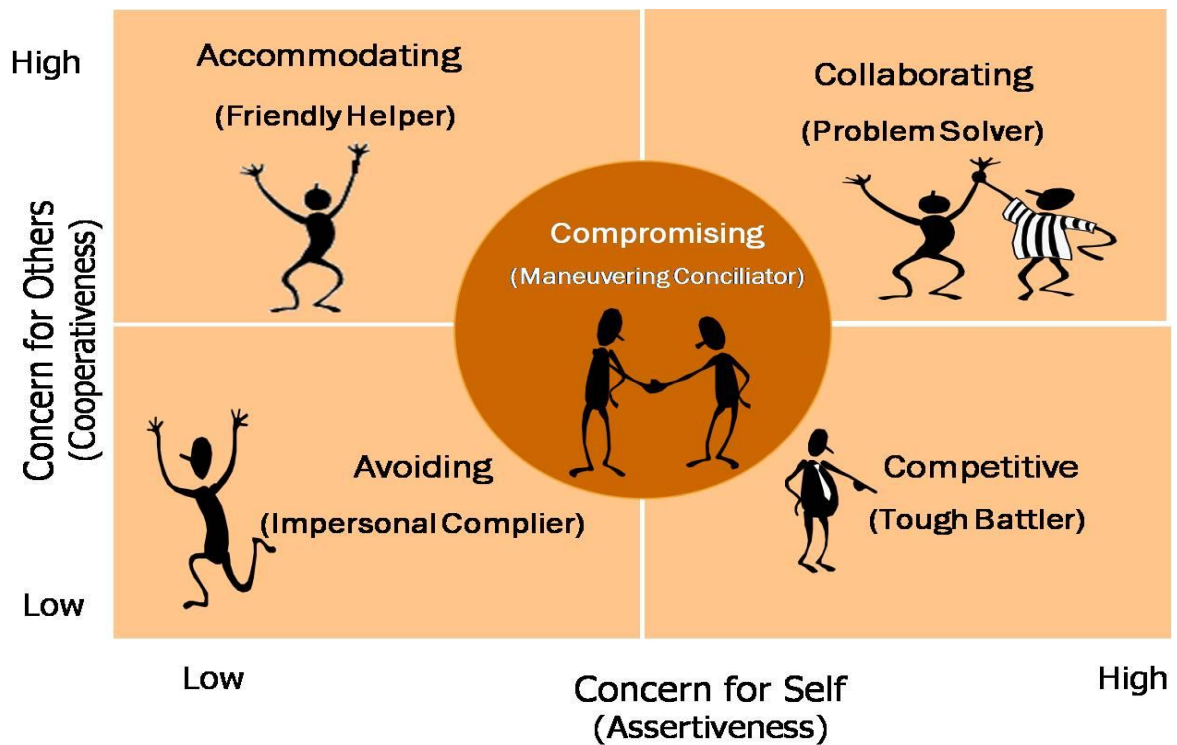 High
Accommodating
(Friendly Helper)
Collaborating
(Problem Solver)
Compromising
(Maneuvering Conciliator)
Concern for Others
(Cooperativeness)
Avoiding
(Impersonal Complier)
Competitive
(Tough Battler)
Low
Low
High
Concern for Self
(Assertiveness)